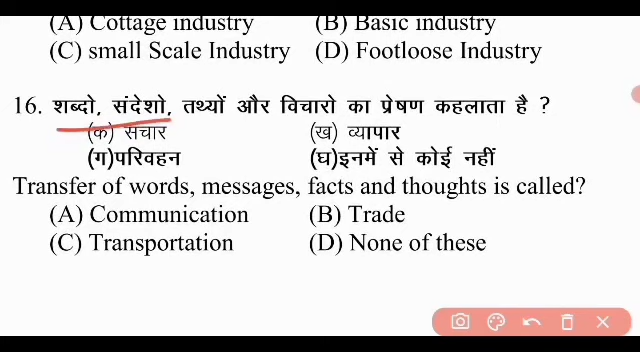 (A) Cottage industry (B) Basic industry
(C) small Scale Industry (D) Footloose Industry
16. शब्दो, संदेशो, तथ्यों और विचारो का प्रेषण कहलाता है ?
(क) संचार (ख) व्यापार
(ग)परिवहन (घ)इनमें से कोई नहीं
Transfer of words, messages, facts and thoughts is called?
(A) Communication (B) Trade
(C) Transportation (D) None of these